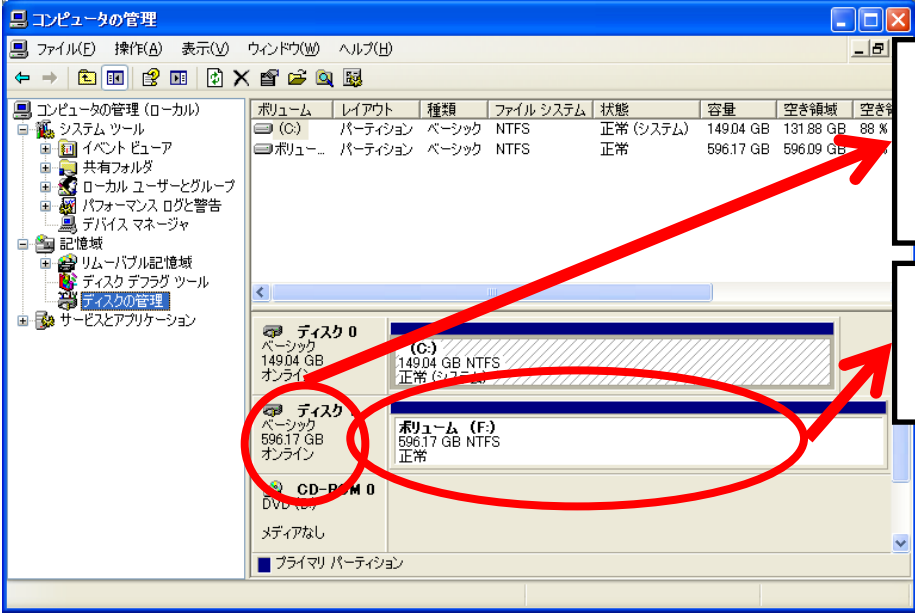 コンピュータの管理
ファイル(F) 操作(A) 表示(V) ウィンドウ(W) ヘルプ(H)
コンピュータの管理 (ローカル)
システム ツール
イベント ビューア
共有フォルダ
ローカル ユーザーとグループ
パフォーマンス ログと警告
デバイス マネージャ
記憶域
リムーバブル記憶域
ディスク デフラグ ツール
ディスクの管理
サービスとアプリケーション
ボリューム レイアウト 種類 ファイル システム 状態 容量 空き領域
(C:) パーティション ベーシック NTFS 正常 (システム) 149.04 GB 131.88 GB 88 %
ボリュー... パーティション ベーシック NTFS 正常 596.17 GB 596.09 GB
ディスク 0
ベーシック
149.04 GB
オンライン
(C:)
149.04 GB NTFS
正常 (システム)
ディスク
ベーシック
596.17 GB
オンライン
ボリューム (F:)
596.17 GB NTFS
正常
CD-ROM 0
DVD
メディアなし
プライマリ パーティション